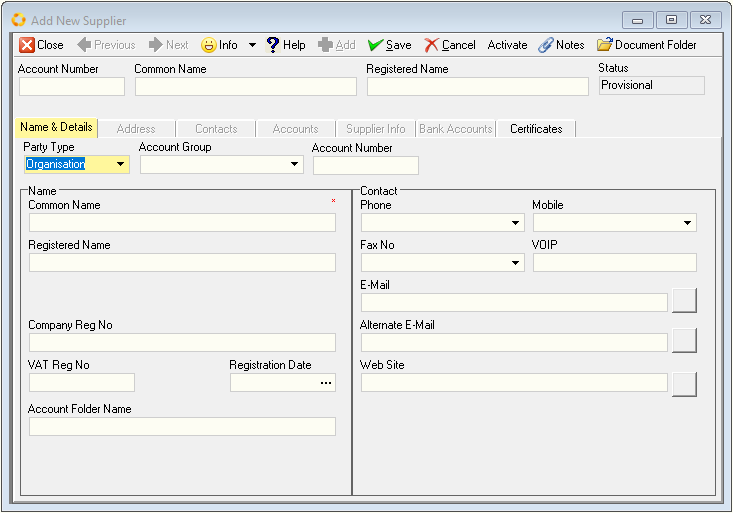 Add New Supplier
Close Previous Next Info ? Help Add Save Cancel Activate Notes Document Folder
Account Number Common Name Registered Name Status
Provisional
Name & Details Address Contacts Accounts Supplier Info Bank Accounts Certificates
Party Type Account Group Account Number
Organisation
Name Contact
Common Name * Phone Mobile
Registered Name Fax No VOIP
E-Mail
Company Reg No Alternate E-Mail
VAT Reg No Registration Date Web Site
...
Account Folder Name